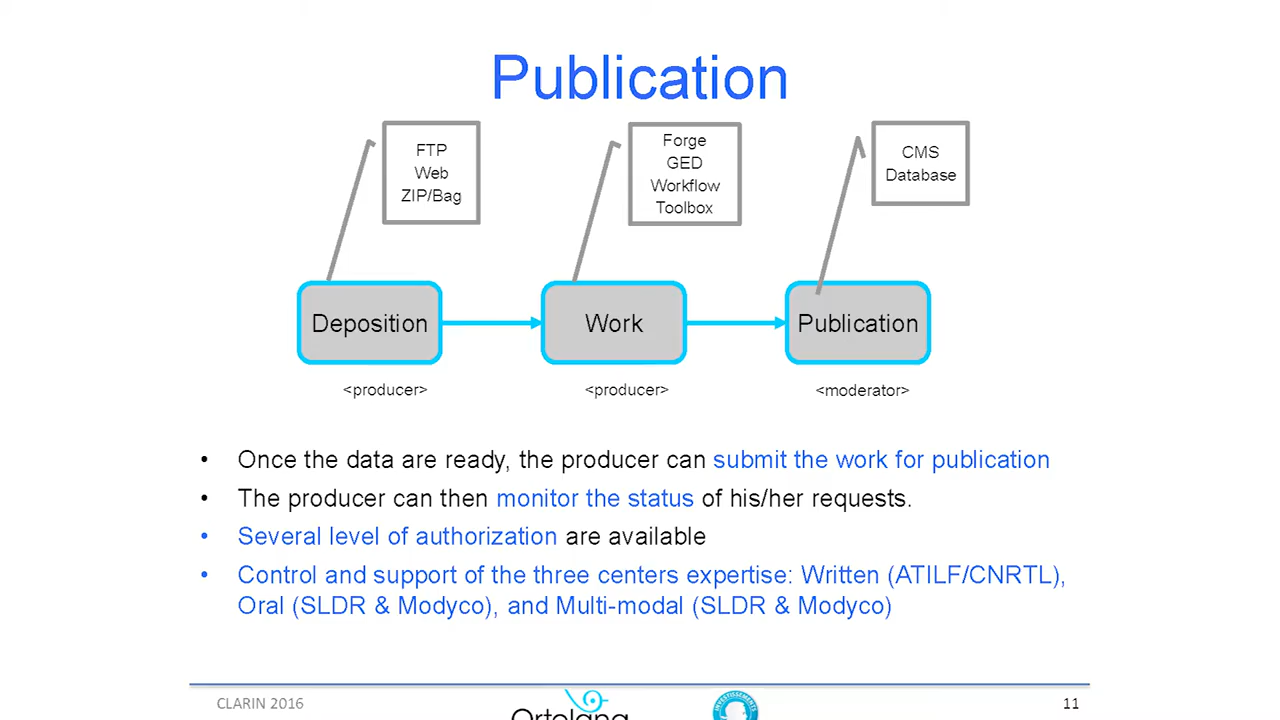 Publication
FTP
Web
ZIP/Bag
Forge
GED
Workflow
Toolbox
CMS
Database
Deposition
Work
Publication
<producer>
<producer>
<moderator>
• Once the data are ready, the producer can submit the work for publication
• The producer can then monitor the status of his/her requests.
• Several level of authorization are available
• Control and support of the three centers expertise: Written (ATILF/CNRTL),
Oral (SLDR & Modyco), and Multi-modal (SLDR & Modyco)
CLARIN 2016
Ortolang
INVESTISSEMENTS
11